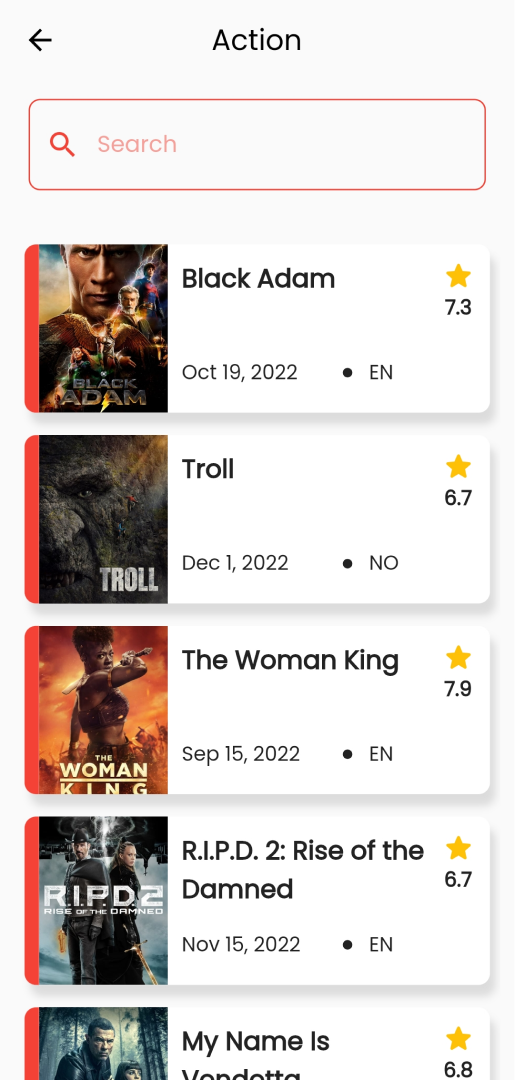 Action
Search
Black Adam
7.3
Oct 19, 2022 • EN
BLACK
ADAM
Troll
6.7
Dec 1, 2022 • NO
TROLL
The Woman King
7.9
Sep 15, 2022 • EN
THE
WOMAN
KING
R.I.P.D. 2: Rise of the
Damned
6.7
Nov 15, 2022 • EN
R.I.P.D.2
RISE OF THE DAMNED
My Name Is
Vendetta
6.8